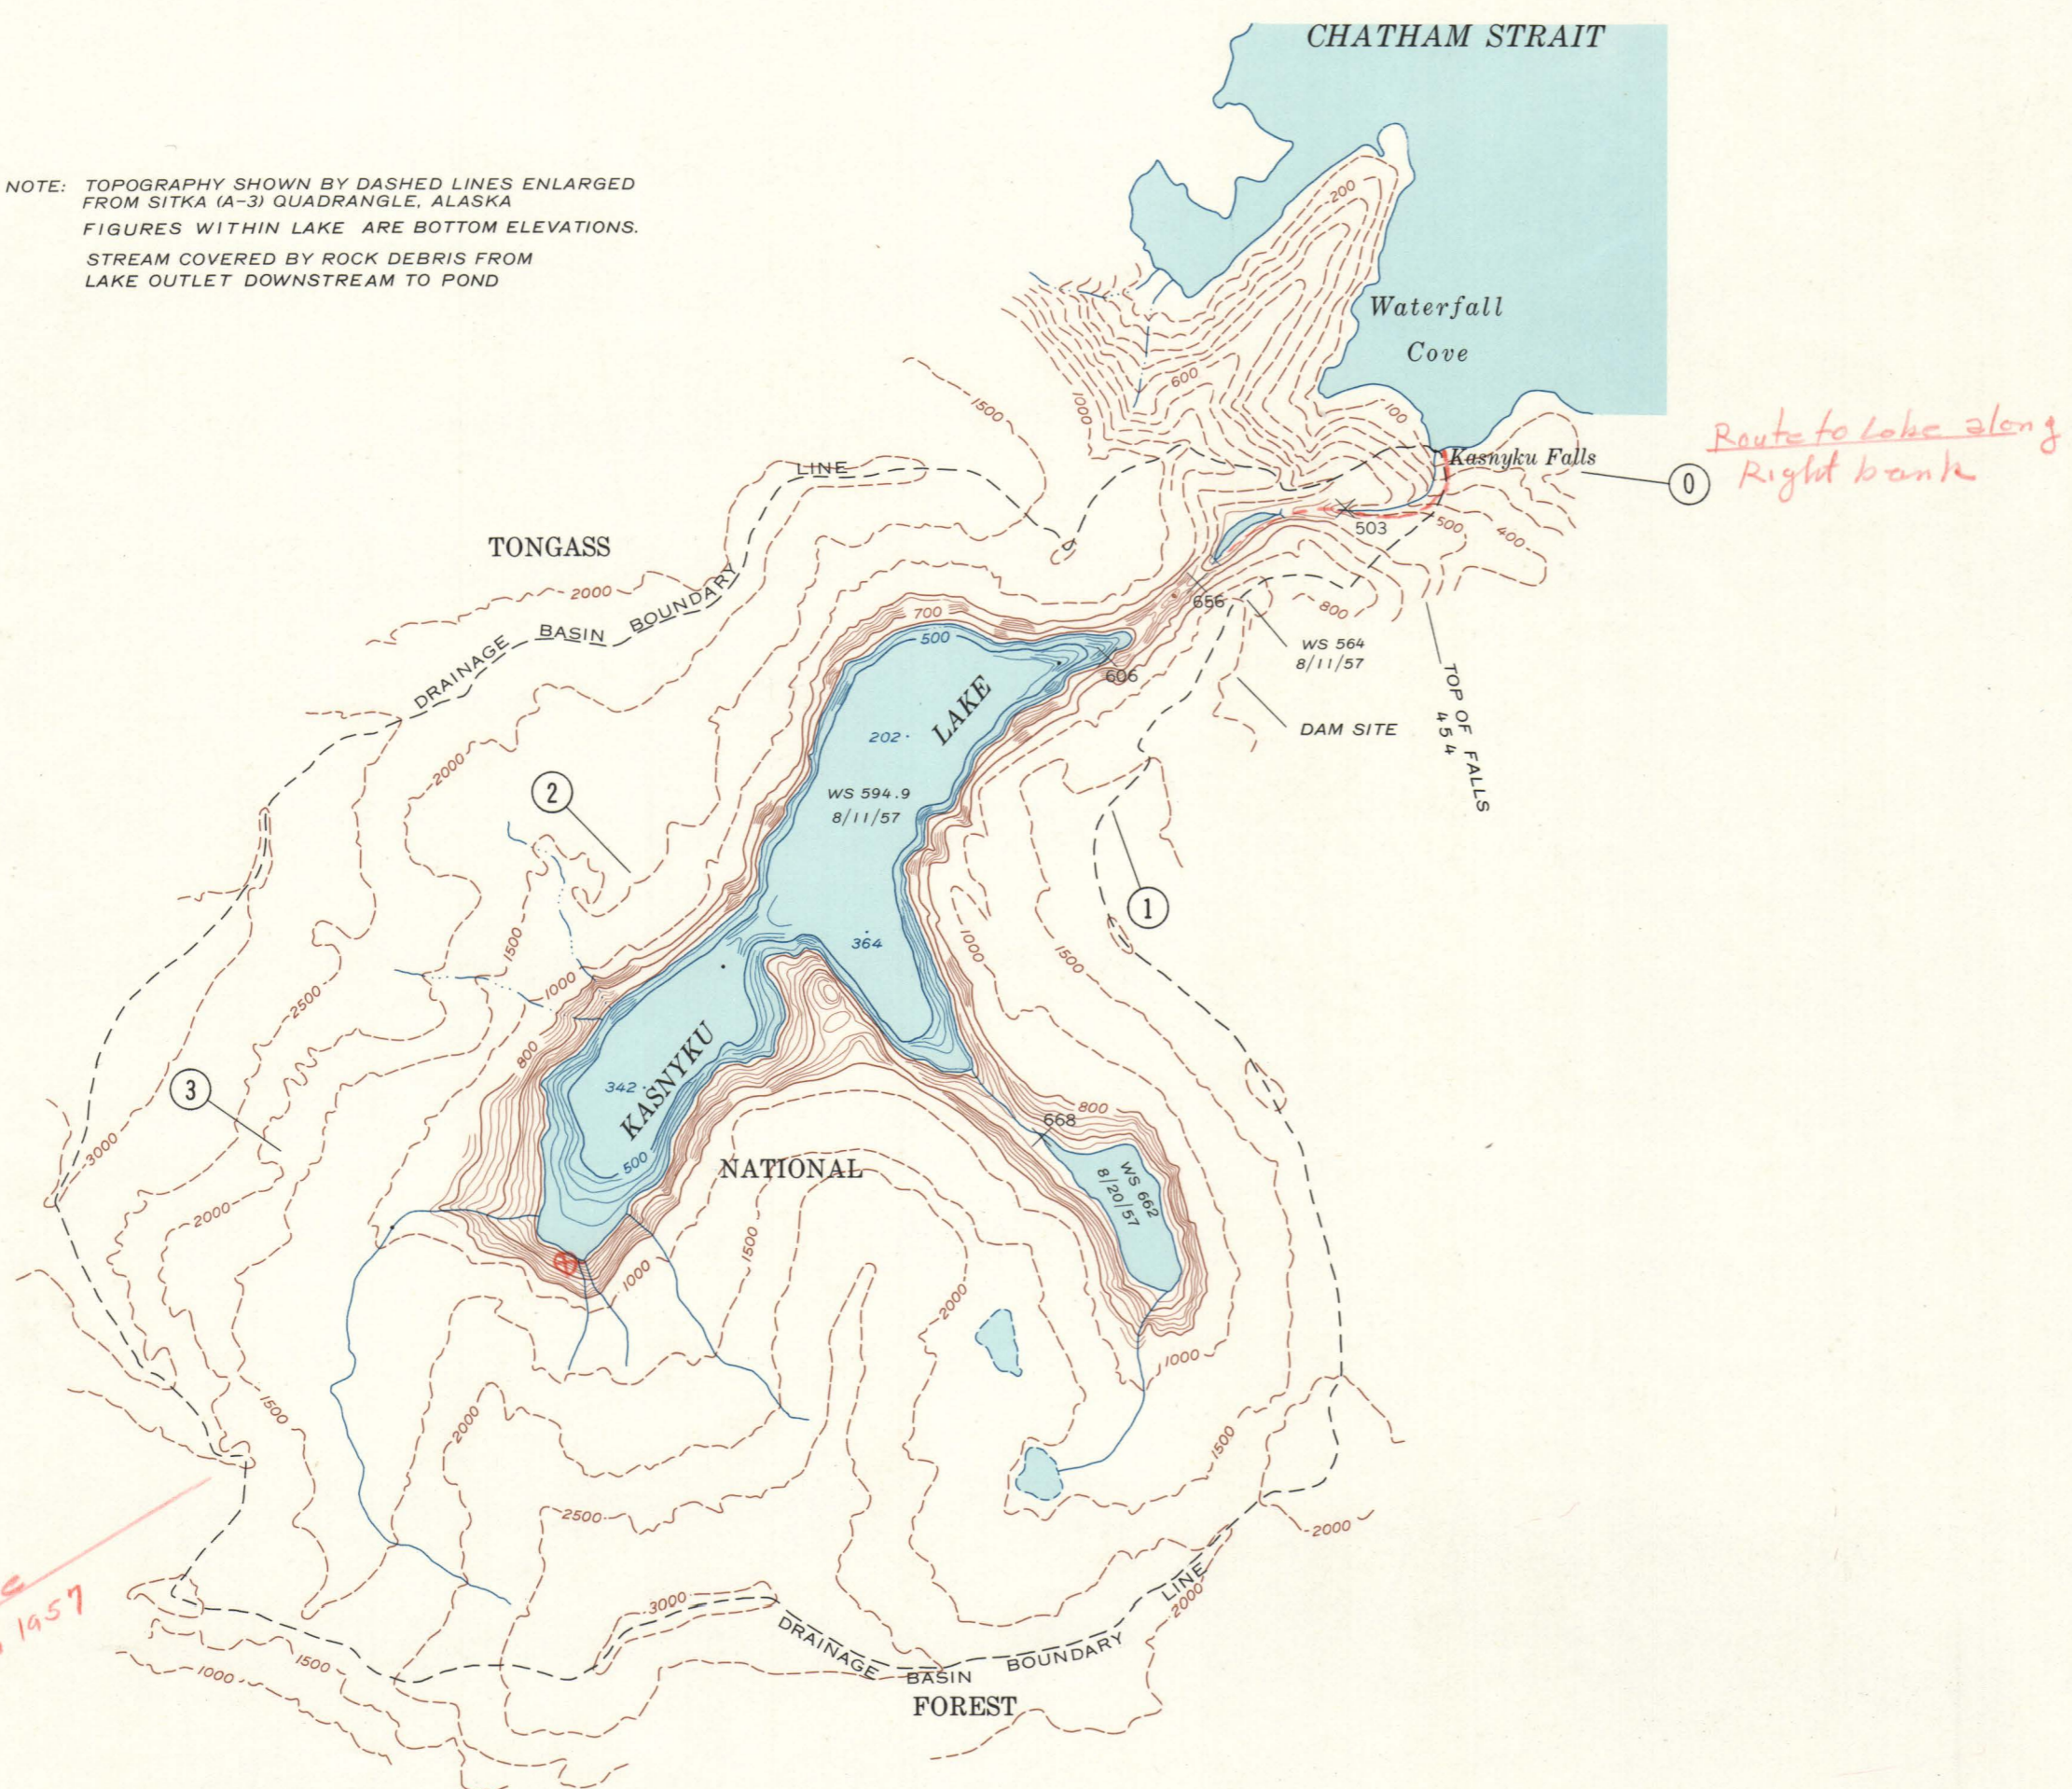 CHATHAM STRAIT
NOTE: TOPOGRAPHY SHOWN BY DASHED LINES ENLARGED
FROM SITKA (A-3) QUADRANGLE, ALASKA
FIGURES WITHIN LAKE ARE BOTTOM ELEVATIONS.
STREAM COVERED BY ROCK DEBRIS FROM
LAKE OUTLET DOWNSTREAM TO POND
200
Waterfall
Cove
600
1000
1500
100
Route to lake along
Right bank
Kasnyku Falls
0
LINE
503
500
400
TONGASS
2000
DRAINAGE BASIN BOUNDARY
700
500
656
800
WS 564
8/11/57
606
TOP OF FALLS
454
DAM SITE
LAKE
202
2000
2
WS 594.9
8/11/57
1
364
1500
1000
1000
1500
2500
800
342
KASNYKU
3
800
668
3000
500
NATIONAL
WS 662
8/20/57
2000
1500
1000
2000
1000
1500
2000
1500
2500
2000
1957
3000
LINE
2000
DRAINAGE BASIN BOUNDARY
1500
1000
FOREST